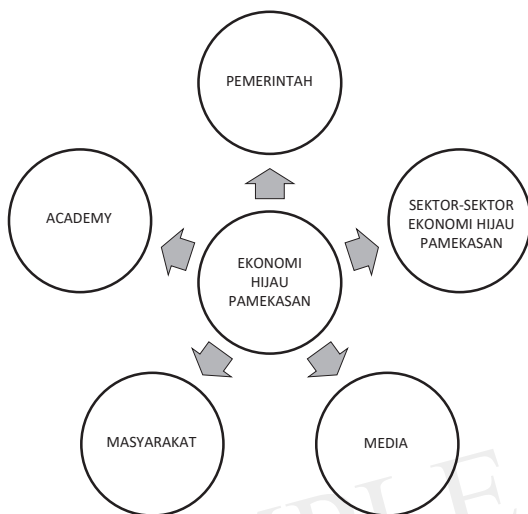 PEMERINTAH
ACADEMY
SEKTOR-SEKTOR
EKONOMI HIJAU
PAMEKASAN
EKONOMI
HIJAU
PAMEKASAN
MASYARAKAT
MEDIA